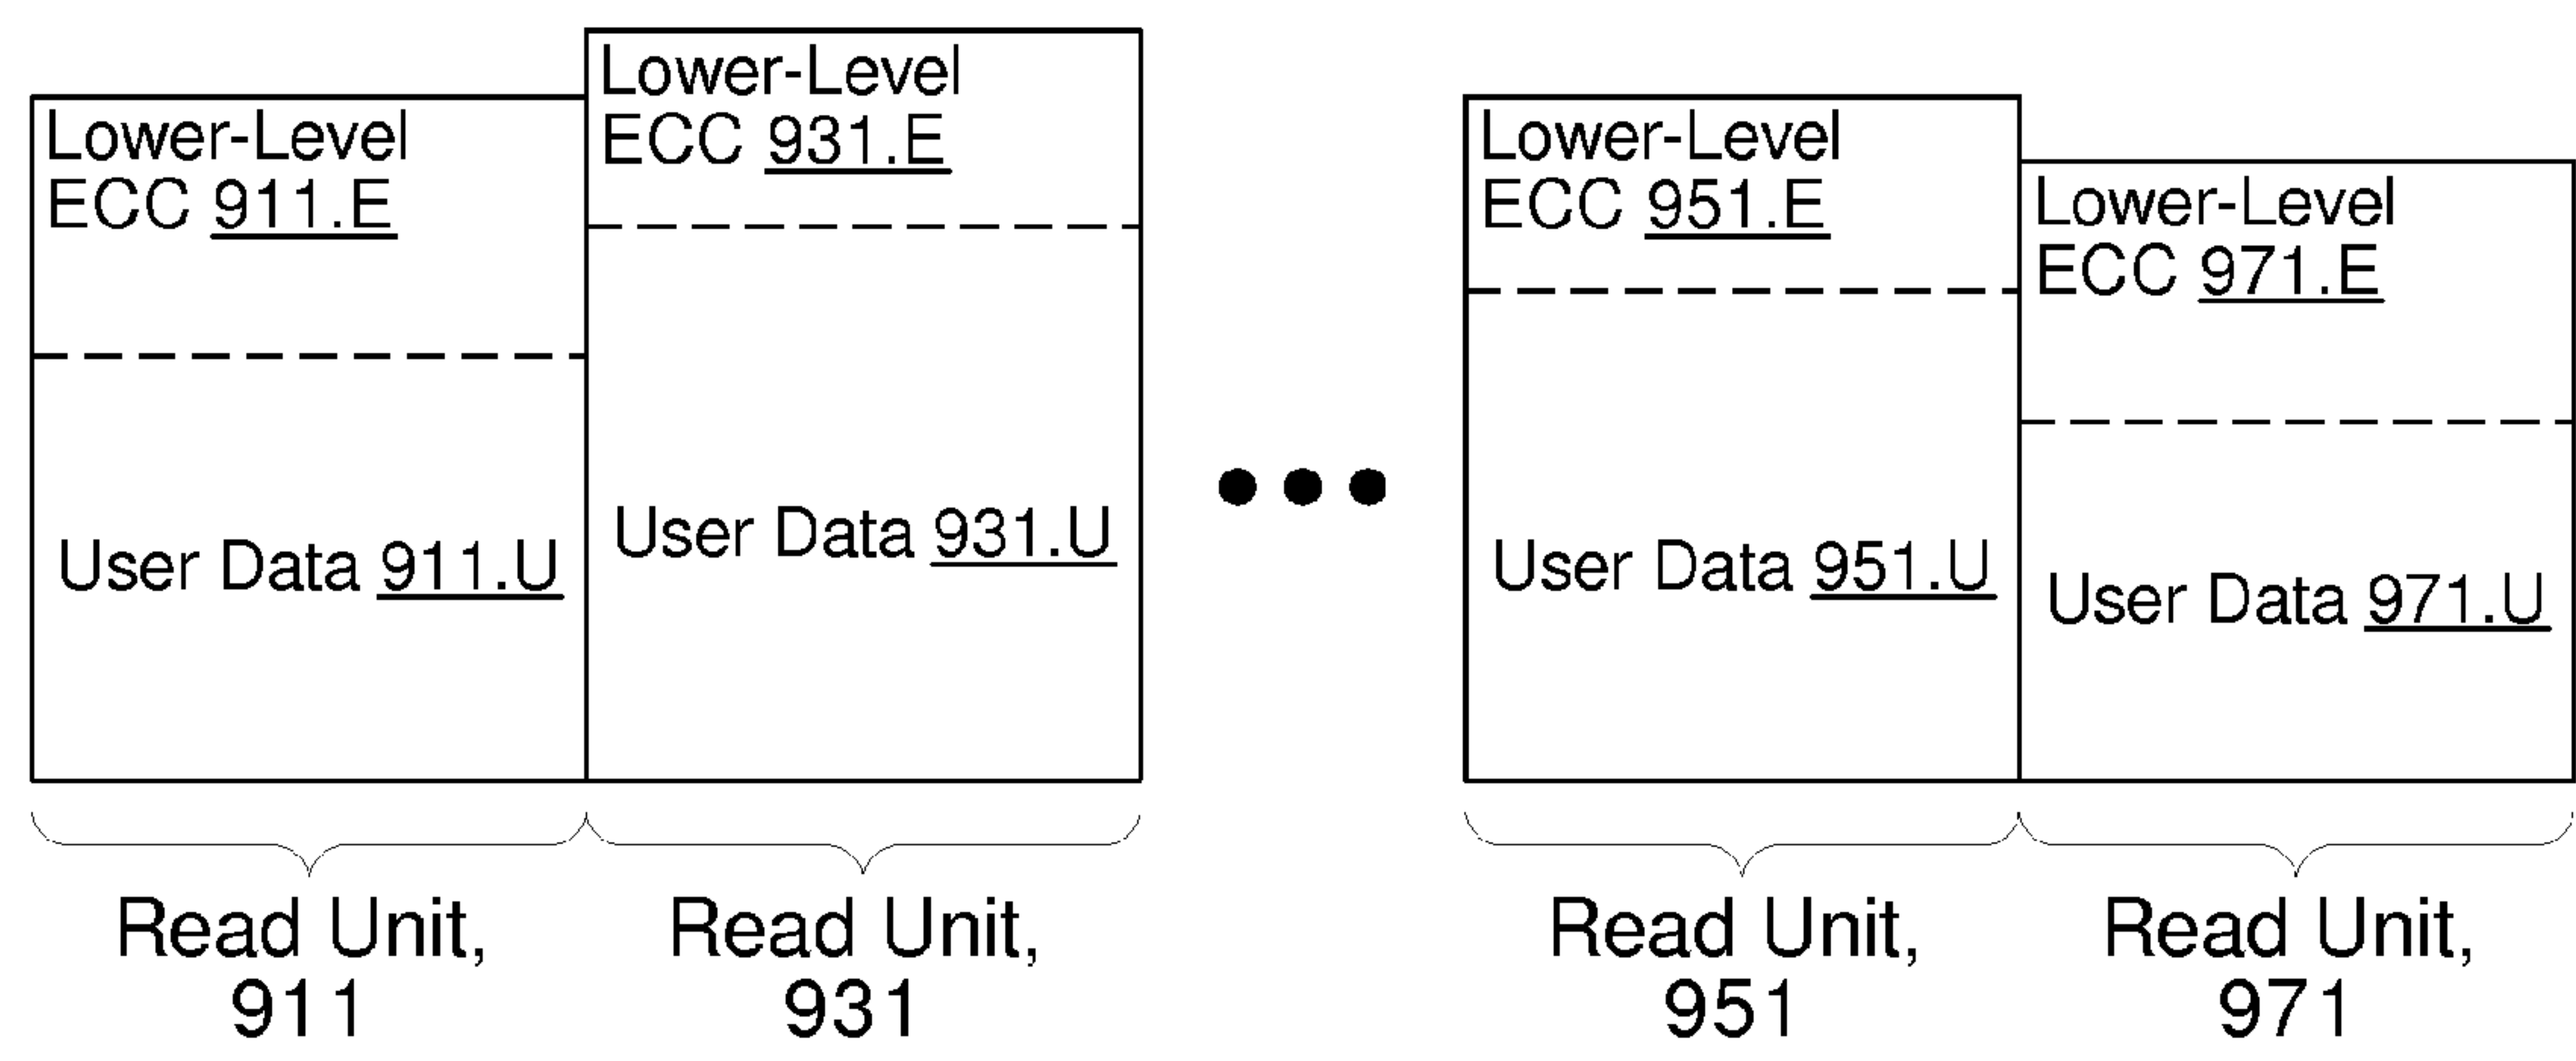 Lower-Level
ECC 911.E
User Data 911.U
Lower-Level
ECC 931.E
User Data 931.U
Lower-Level
ECC 951.E
User Data 951.U
Lower-Level
ECC 971.E
User Data 971.U
Read Unit,
911
Read Unit,
931
Read Unit,
951
Read Unit,
971